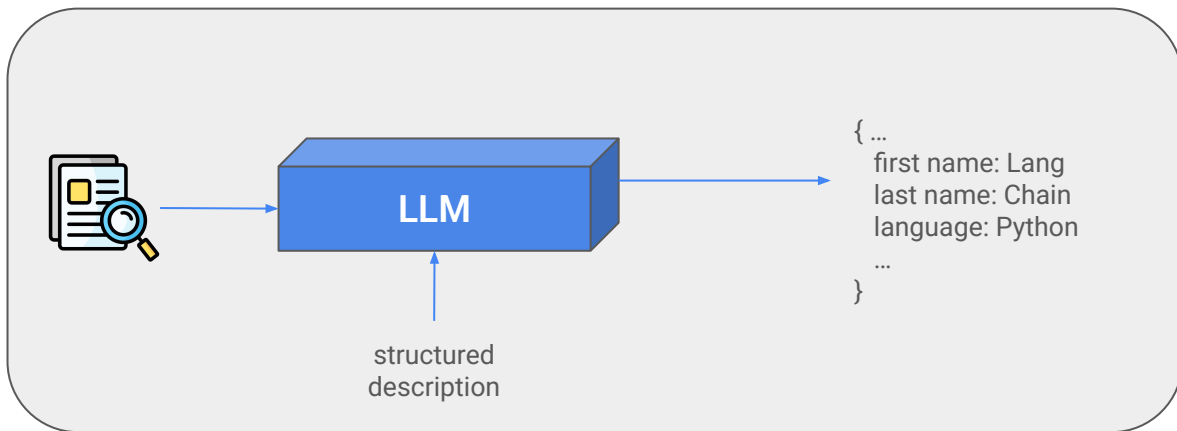 LLM
structured
description
{ …
first name: Lang
last name: Chain
language: Python
…
}